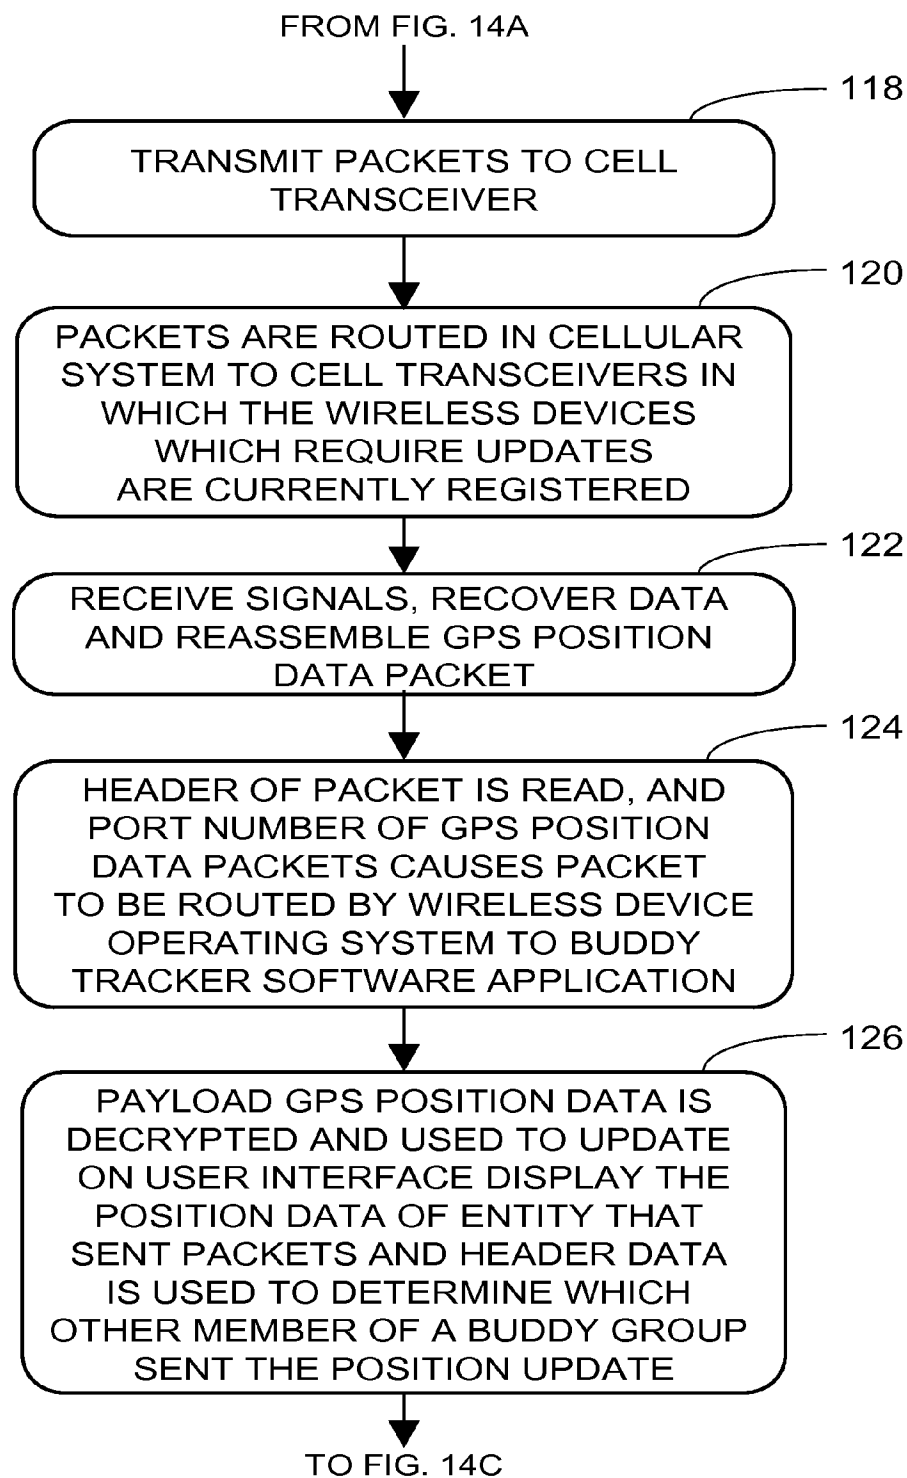 FROM FIG. 14A
118
TRANSMIT PACKETS TO CELL
TRANSCEIVER
120
PACKETS ARE ROUTED IN CELLULAR
SYSTEM TO CELL TRANSCEIVERS IN
WHICH THE WIRELESS DEVICES
WHICH REQUIRE UPDATES
ARE CURRENTLY REGISTERED
122
RECEIVE SIGNALS, RECOVER DATA
AND REASSEMBLE GPS POSITION
DATA PACKET
124
HEADER OF PACKET IS READ, AND
PORT NUMBER OF GPS POSITION
DATA PACKETS CAUSES PACKET
TO BE ROUTED BY WIRELESS DEVICE
OPERATING SYSTEM TO BUDDY
TRACKER SOFTWARE APPLICATION
126
PAYLOAD GPS POSITION DATA IS
DECRYPTED AND USED TO UPDATE
ON USER INTERFACE DISPLAY THE
POSITION DATA OF ENTITY THAT
SENT PACKETS AND HEADER DATA
IS USED TO DETERMINE WHICH
OTHER MEMBER OF A BUDDY GROUP
SENT THE POSITION UPDATE
TO FIG. 14C